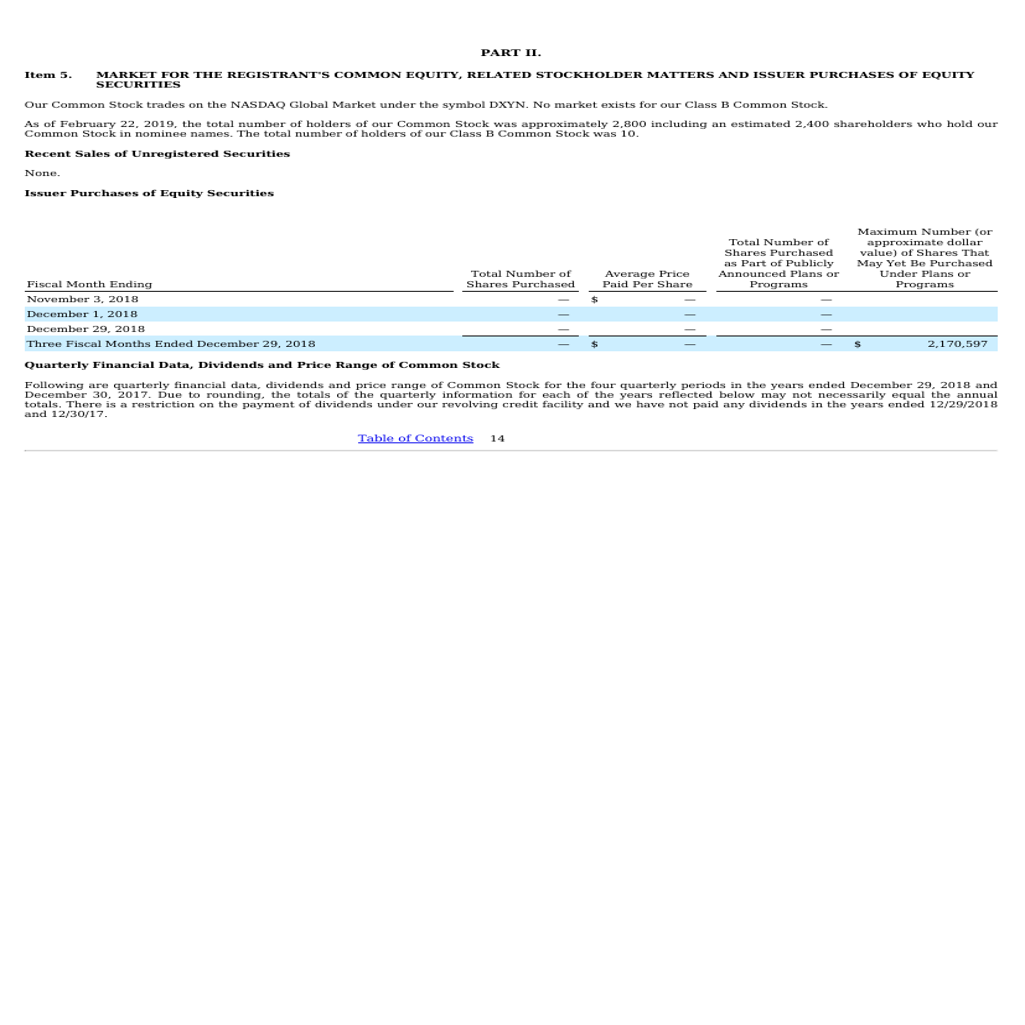 PART II.
Item 5. MARKET FOR THE REGISTRANT'S COMMON EQUITY, RELATED STOCKHOLDER MATTERS AND ISSUER PURCHASES OF EQUITY
SECURITIES
Our Common Stock trades on the NASDAQ Global Market under the symbol DXYN. No market exists for our Class B Common Stock.
As of February 22, 2019, the total number of holders of our Common Stock was approximately 2,800 including an estimated 2,400 shareholders who hold our
Common Stock in nominee names. The total number of holders of our Class B Common Stock was 10.
Recent Sales of Unregistered Securities
None.
Issuer Purchases of Equity Securities
Fiscal Month Ending
Total Number of
Shares Purchased
Average Price
Paid Per Share
Total Number of
Shares Purchased
as Part of Publicly
Announced Plans or
Programs
Maximum Number (or
approximate dollar
value) of Shares That
May Yet Be Purchased
Under Plans or
Programs
November 3, 2018 — $ — —
December 1, 2018 — — —
December 29, 2018 — — —
Three Fiscal Months Ended December 29, 2018 — $ — — $ 2,170,597
Quarterly Financial Data, Dividends and Price Range of Common Stock
Following are quarterly financial data, dividends and price range of Common Stock for the four quarterly periods in the years ended December 29, 2018 and
December 30, 2017. Due to rounding, the totals of the quarterly information for each of the years reflected below may not necessarily equal the annual
totals. There is a restriction on the payment of dividends under our revolving credit facility and we have not paid any dividends in the years ended 12/29/2018
and 12/30/17.
Table of Contents 14